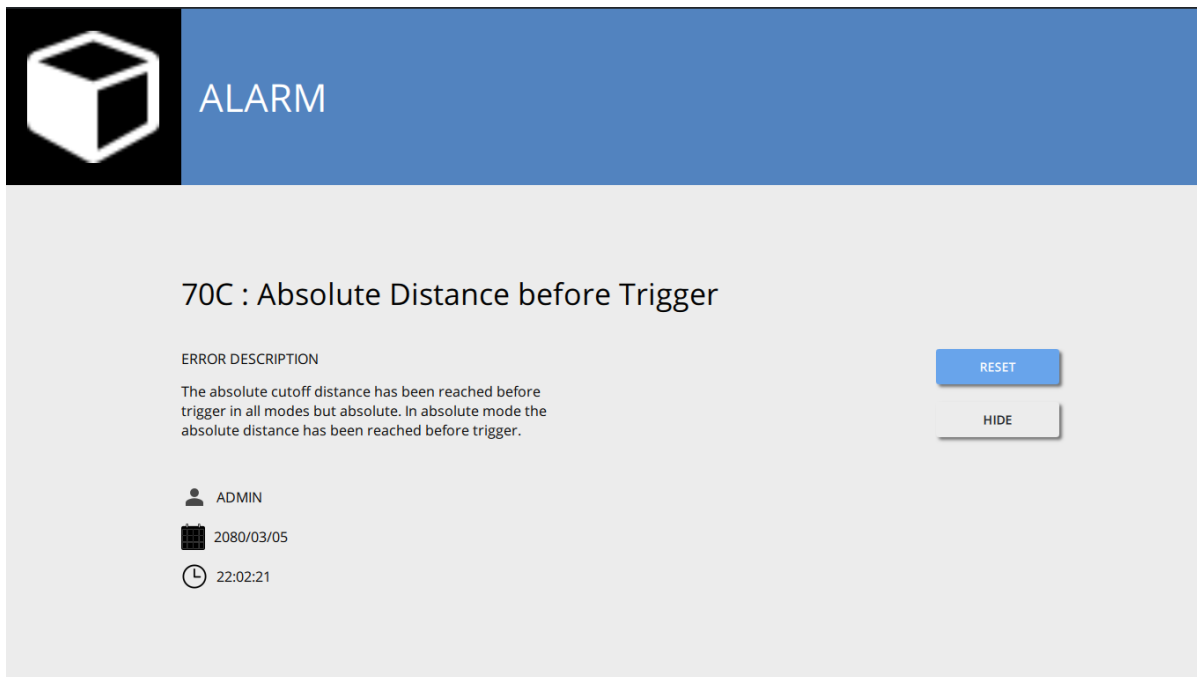 ALARM
70C : Absolute Distance before Trigger
ERROR DESCRIPTION
The absolute cutoff distance has been reached before
trigger in all modes but absolute. In absolute mode the
absolute distance has been reached before trigger.
RESET
HIDE
ADMIN
2080/03/05
22:02:21